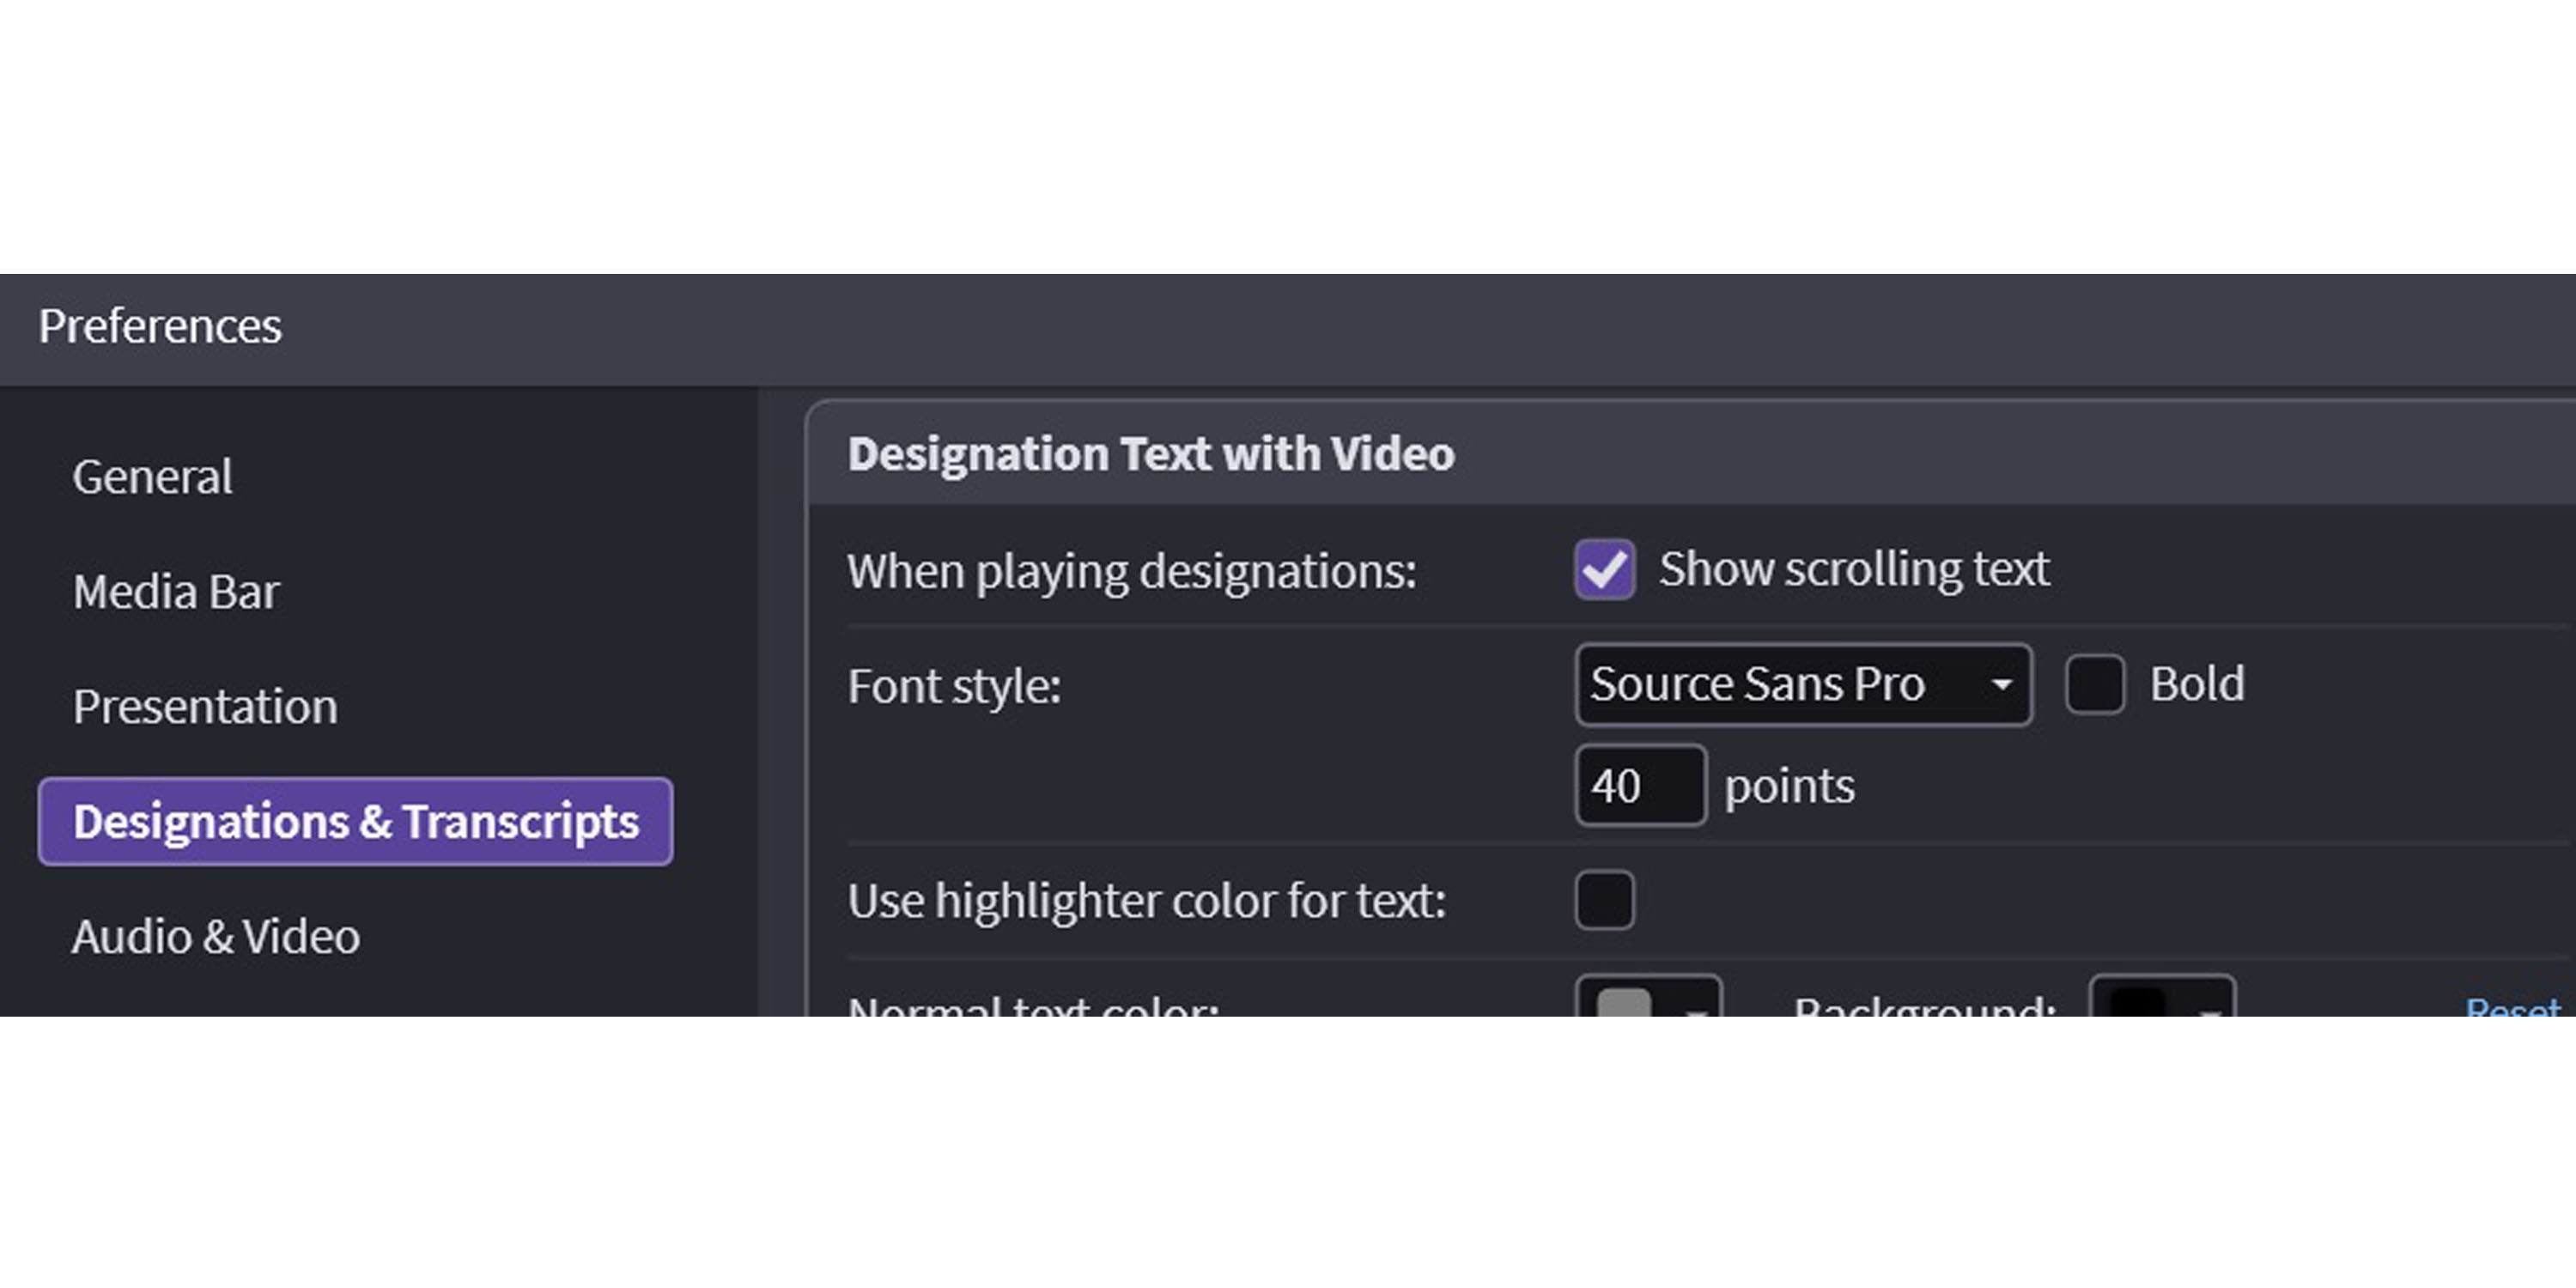 Preferences
General
Media Bar
Presentation
Designations & Transcripts
Audio & Video
Designation Text with Video
When playing designations: Show scrolling text
Font style: Source Sans Pro Bold
40 points
Use highlighter color for text:
Normal text color: Background: Reset